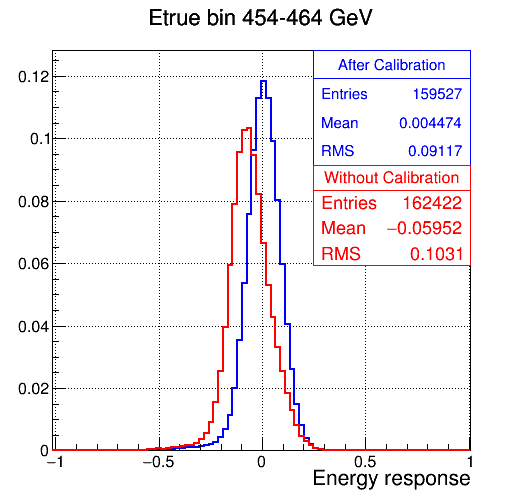 Etrue bin 454-464 GeV
After Calibration
Entries 159527
Mean 0.004474
RMS 0.09117
Without Calibration
Entries 162422
Mean −0.05952
RMS 0.1031
0.12
0.1
0.08
0.06
0.04
0.02
0
−1 −0.5 0 0.5 1
Energy response